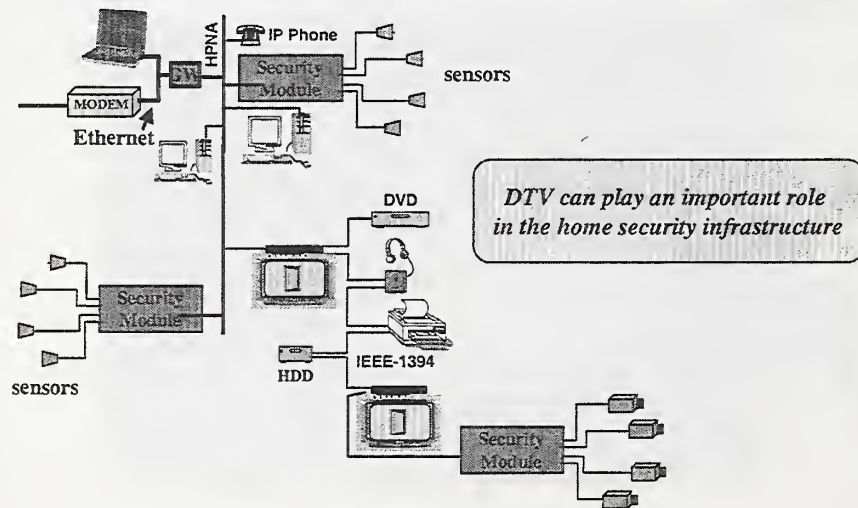 HPNA
IP Phone
GW
Security
Module
sensors
MODEM
Ethernet
DTV can play an important role
in the home security infrastructure
DVD
Security
Module
sensors
HDD
IEEE-1394
Security
Module